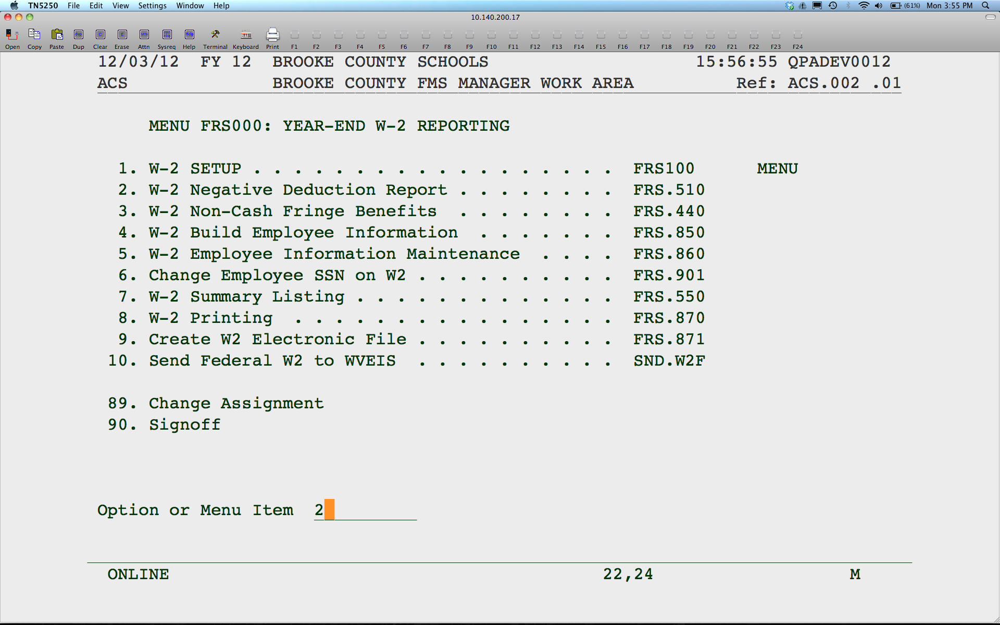 TN5250 File Edit View Settings Window Help (61%) Mon 3:55 PM
10.140.200.17
Open Copy Paste Dup Clear Erase Attn Sysreq Help Terminal Keyboard Print F1 F2 F3 F4 F5 F6 F7 F8 F9 F10 F11 F12 F13 F14 F15 F16 F17 F18 F19 F20 F21 F22 F23 F24
12/03/12 FY 12 BROOKE COUNTY SCHOOLS 15:56:55 QPADEV0012
ACS BROOKE COUNTY FMS MANAGER WORK AREA Ref: ACS.002 .01
MENU FRS000: YEAR-END W-2 REPORTING
1. W-2 SETUP . . . . . . . . . . . . . . . . . . FRS100 MENU
2. W-2 Negative Deduction Report . . . . . . . . FRS.510
3. W-2 Non-Cash Fringe Benefits . . . . . . . . FRS.440
4. W-2 Build Employee Information . . . . . . . FRS.850
5. W-2 Employee Information Maintenance . . . . FRS.860
6. Change Employee SSN on W2 . . . . . . . . . . FRS.901
7. W-2 Summary Listing . . . . . . . . . . . . . FRS.550
8. W-2 Printing . . . . . . . . . . . . . . . . FRS.870
9. Create W2 Electronic File . . . . . . . . . . FRS.871
10. Send Federal W2 to WVEIS . . . . . . . . . . SND.W2F
89. Change Assignment
90. Signoff
Option or Menu Item 2
ONLINE 22,24 M